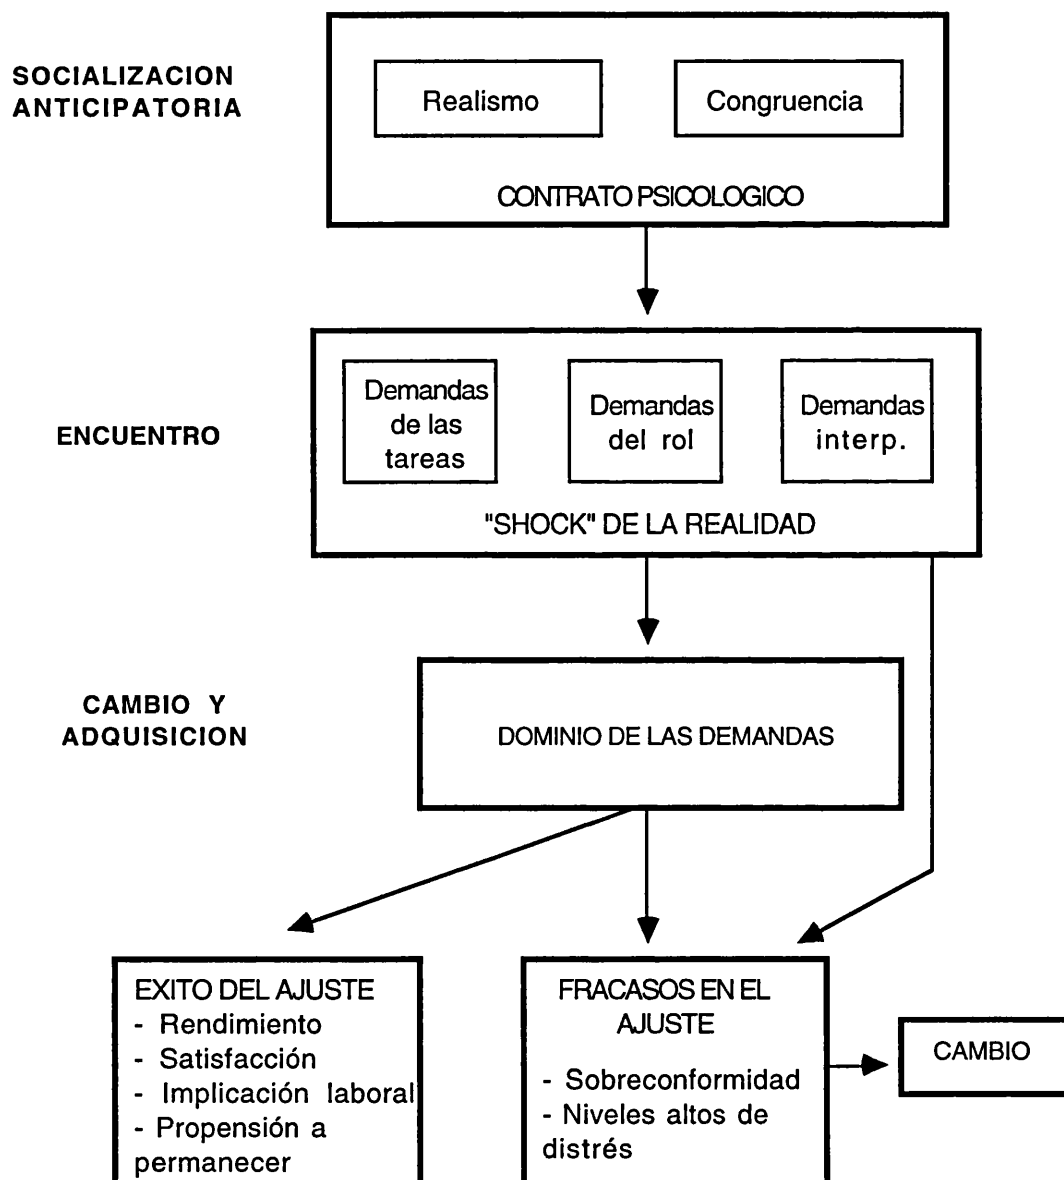 SOCIALIZACION
ANTICIPATORIA
Realismo
Congruencia
CONTRATO PSICOLOGICO
ENCUENTRO
Demandas
de las
tareas
Demandas
del rol
Demandas
interp.
"SHOCK" DE LA REALIDAD
CAMBIO Y
ADQUISICION
DOMINIO DE LAS DEMANDAS
EXITO DEL AJUSTE
- Rendimiento
- Satisfacción
- Implicación laboral
- Propensión a
permanecer
FRACASOS EN EL
AJUSTE
- Sobreconformidad
- Niveles altos de
distrés
CAMBIO